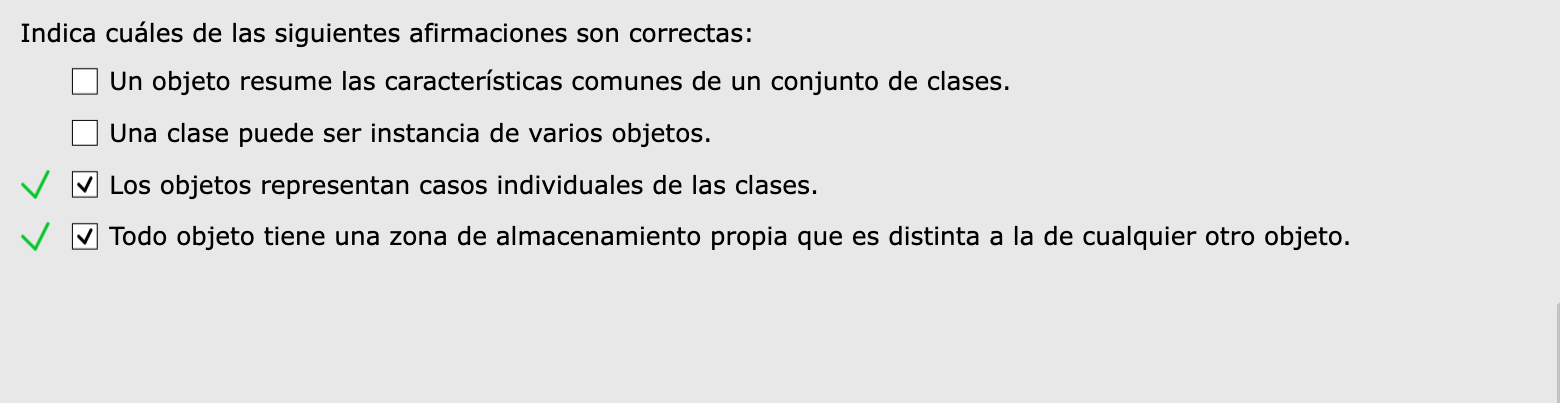 Indica cuáles de las siguientes afirmaciones son correctas:
Un objeto resume las características comunes de un conjunto de clases.
Una clase puede ser instancia de varios objetos.
Los objetos representan casos individuales de las clases.
Todo objeto tiene una zona de almacenamiento propia que es distinta a la de cualquier otro objeto.